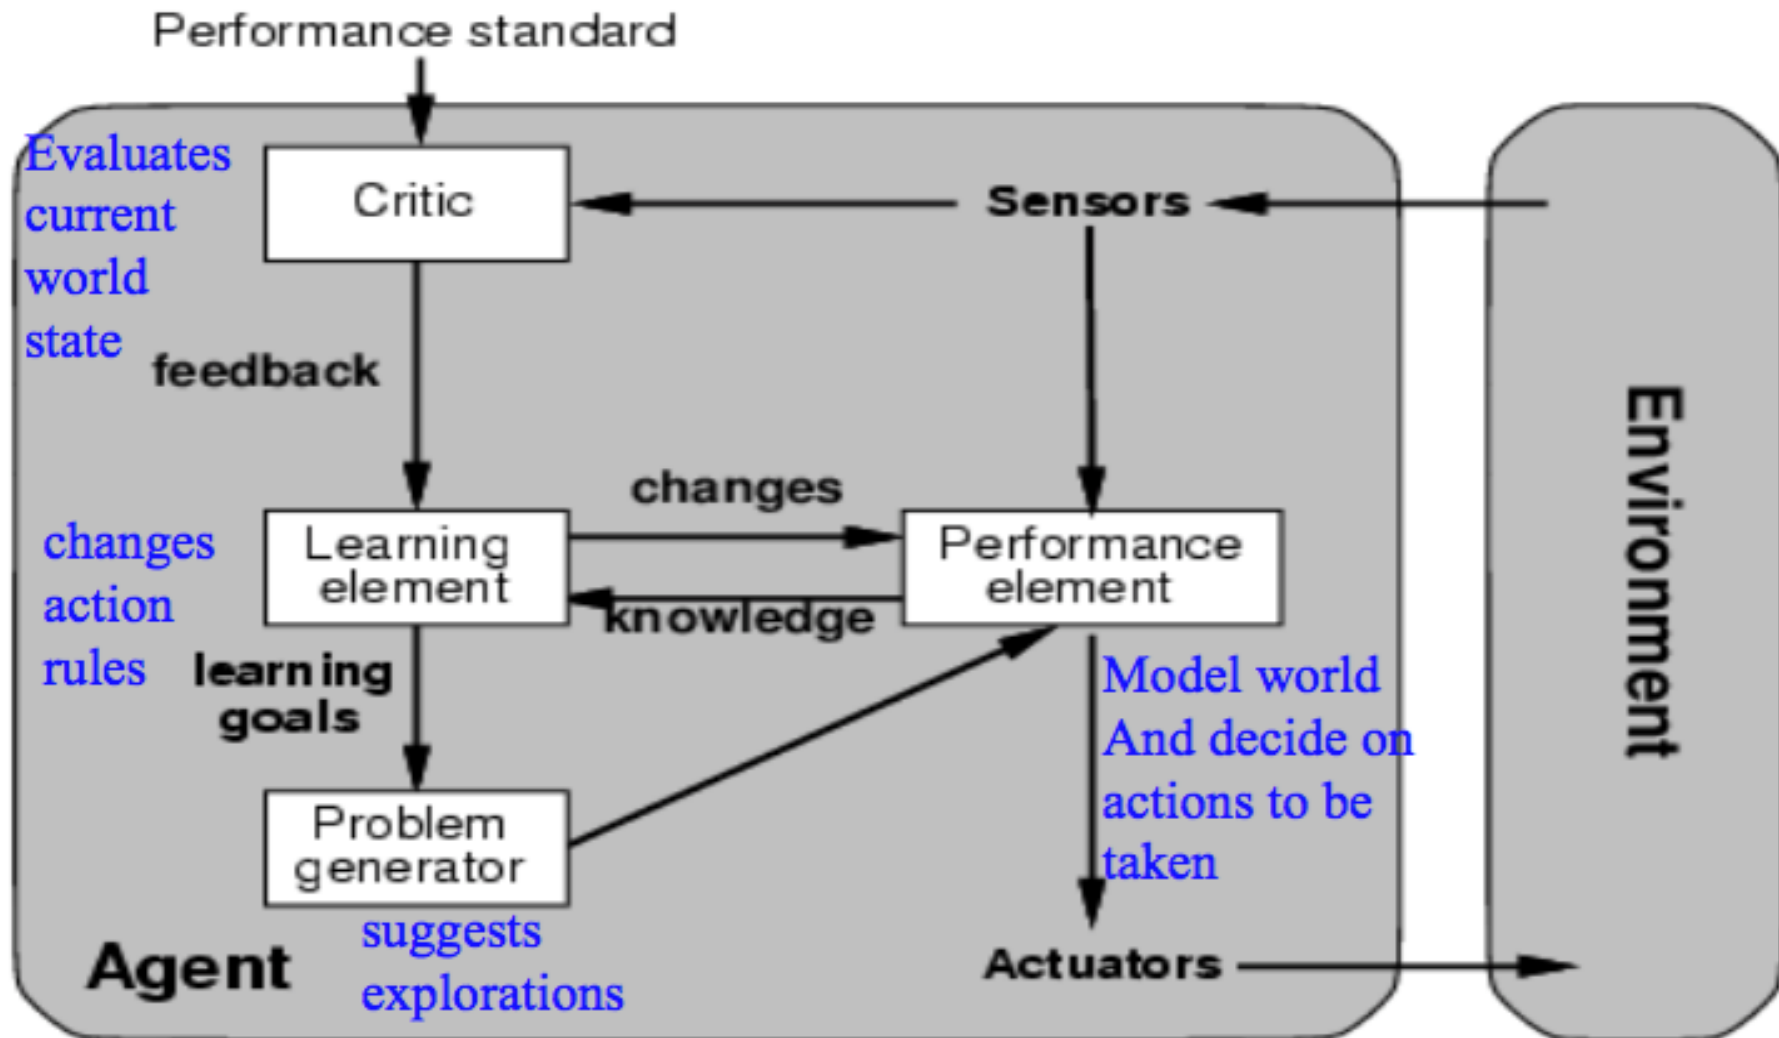 Performance standard
Evaluates
current
world
state
Critic
Sensors
feedback
changes
Learning
element
Performance
element
knowledge
changes
action
rules
learning
goals
Model world
And decide on
actions to be
taken
Problem
generator
suggests
explorations
Agent
Actuators
Environment